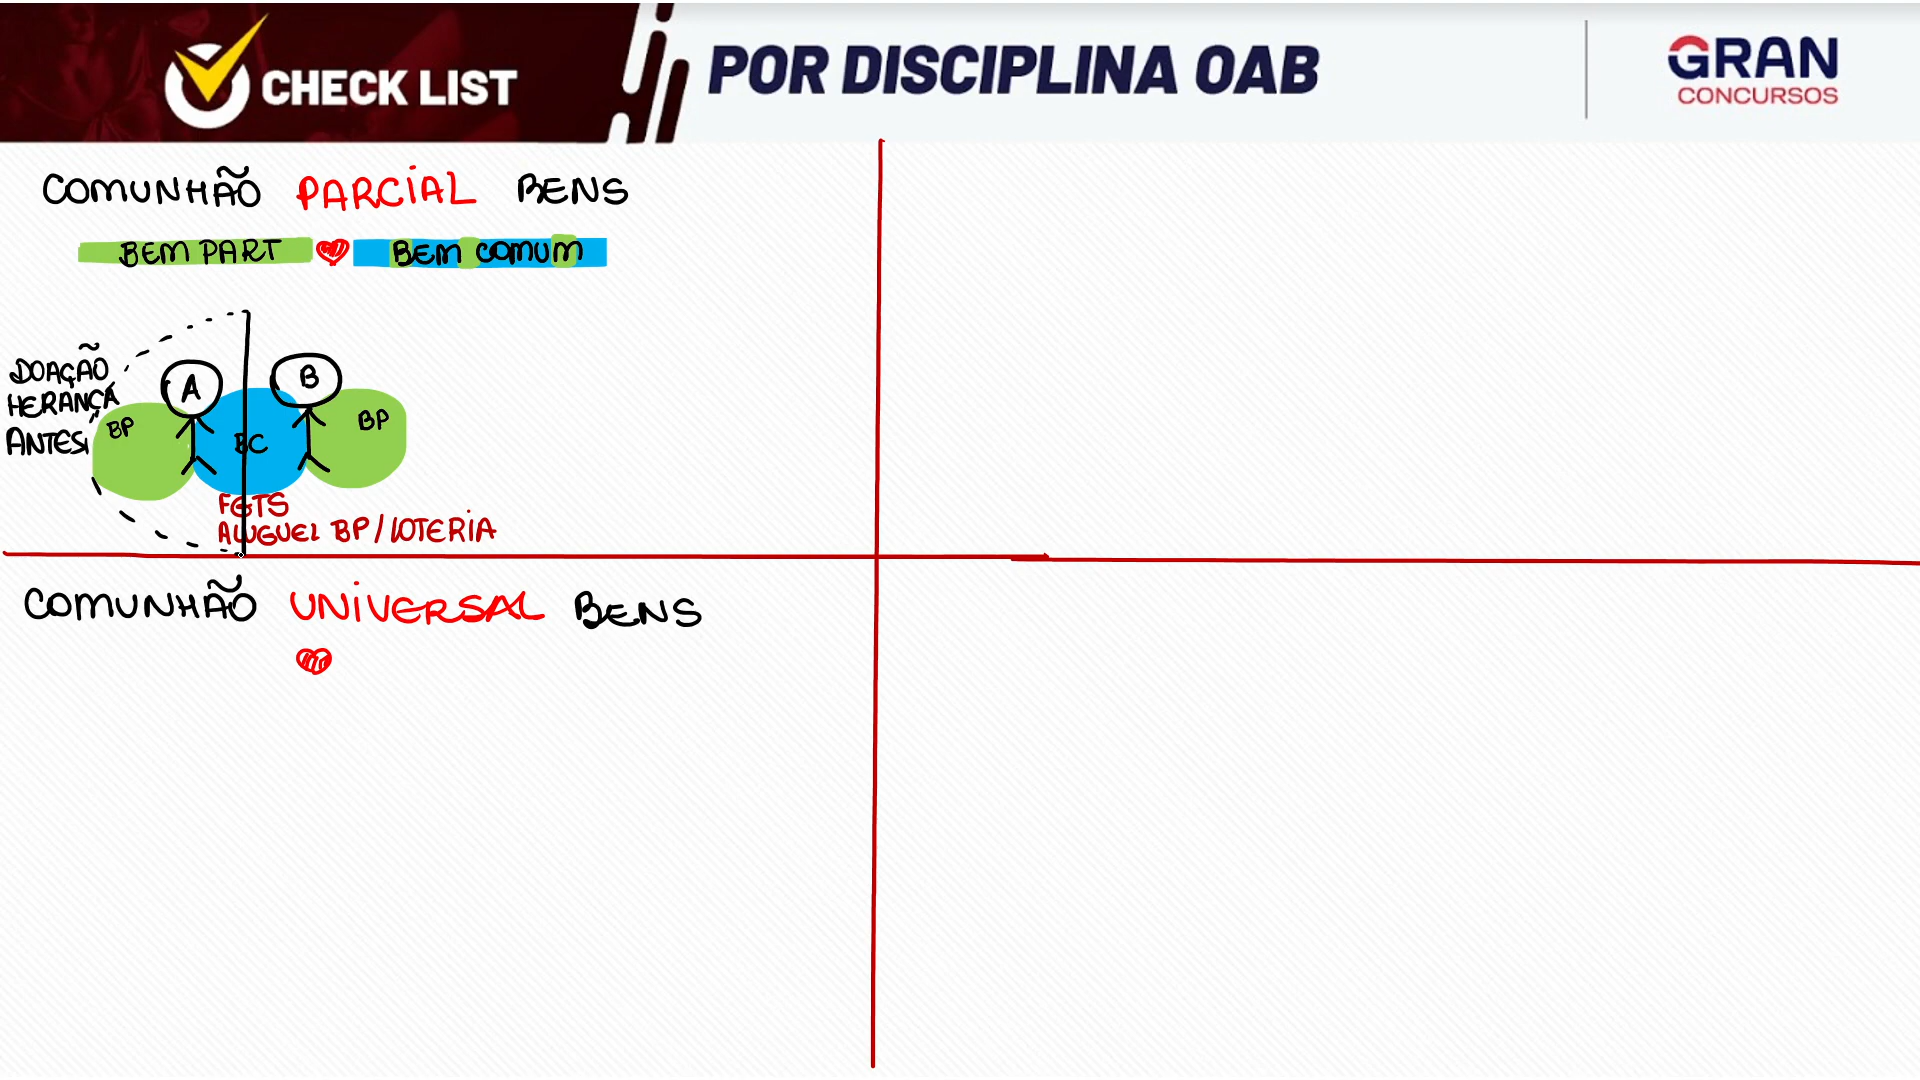 CHECK LIST
POR DISCIPLINA OAB
GRAN
CONCURSOS
COMUNHÃO PARCIAL BENS
BEM PART
BEM COMUM
DOAÇÃO
HERANÇA
ANTES
A
B
BP
BC
BP
FGTS
ALUGUEL BP/LOTERIA
COMUNHÃO UNIVERSAL BENS